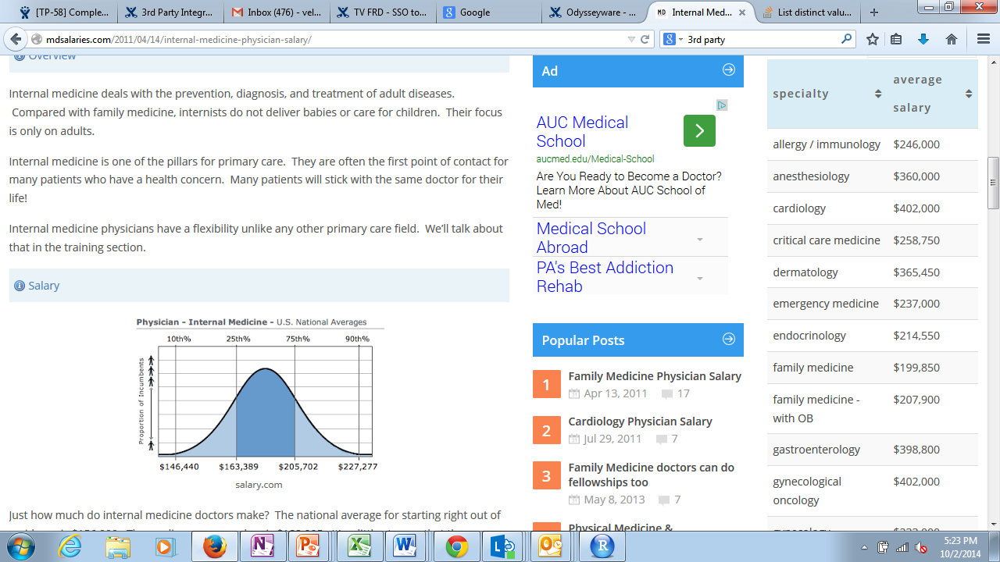 [TP-58] Comple...
3rd Party Integr...
Inbox (476) - vel...
TV FRD - SSO to...
Google
Odysseyware - ...
MD Internal Med...
List distinct valu...
mdsalaries.com/2011/04/14/internal-medicine-physician-salary/
3rd party
Overview
Internal medicine deals with the prevention, diagnosis, and treatment of adult diseases.
Compared with family medicine, internists do not deliver babies or care for children. Their focus
is only on adults.
Internal medicine is one of the pillars for primary care. They are often the first point of contact for
many patients who have a health concern. Many patients will stick with the same doctor for their
life!
Internal medicine physicians have a flexibility unlike any other primary care field. We'll talk about
that in the training section.
Salary
Physician - Internal Medicine - U.S. National Averages
10th% 25th% 75th% 90th%
Proportion of Incumbents
$146,440 $163,389 $205,702 $227,277
salary.com
Just how much do internal medicine doctors make? The national average for starting right out of
Ad
AUC Medical
School
aucmed.edu/Medical-School
Are You Ready to Become a Doctor?
Learn More About AUC School of
Med!
Medical School
Abroad
PA's Best Addiction
Rehab
Popular Posts
1 Family Medicine Physician Salary
Apr 13, 2011 17
2 Cardiology Physician Salary
Jul 29, 2011 7
3 Family Medicine doctors can do
fellowships too
May 8, 2013 7
Physical Medicine &
specialty average
salary
allergy / immunology $246,000
anesthesiology $360,000
cardiology $402,000
critical care medicine $258,750
dermatology $365,450
emergency medicine $237,000
endocrinology $214,550
family medicine $199,850
family medicine - $207,900
with OB
gastroenterology $398,800
gynecological $402,000
oncology
5:23 PM
10/2/2014